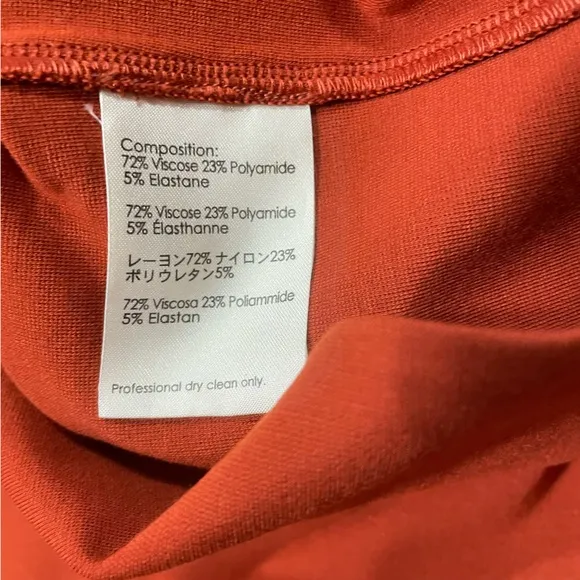 Composition:
72% Viscose 23% Polyamide
5% Elastane
72% Viscose 23% Polyamide
5% Élasthanne
レーヨン72% ナイロン23%
ポリウレタン5%
72% Viscosa 23% Poliammide
5% Elastan
Professional dry clean only.